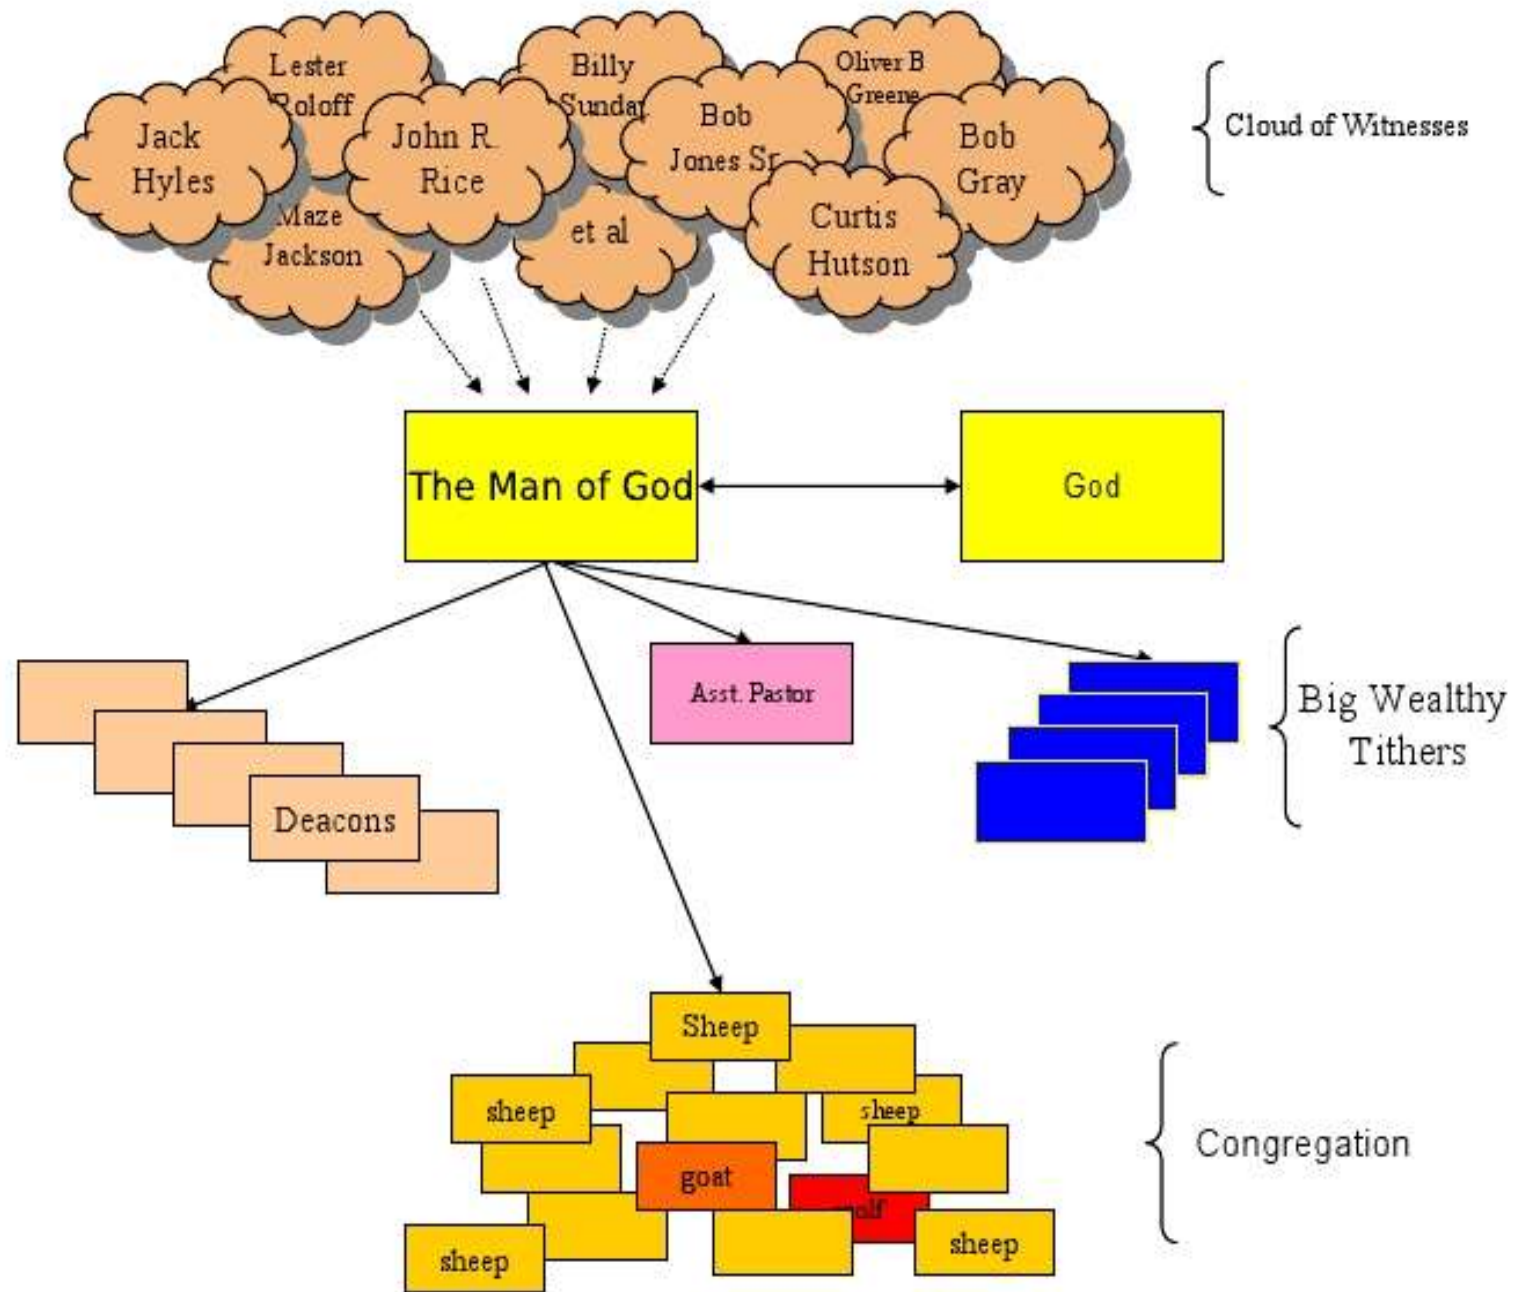 Lester
Roloff
Billy
Sunday
Oliver B
Greene
Jack
Hyles
John R.
Rice
Bob
Jones Sr
Bob
Gray
Cloud of Witnesses
Maze
Jackson
et al
Curtis
Hutson
The Man of God
God
Asst. Pastor
Big Wealthy
Tithers
Deacons
Sheep
sheep
sheep
goat
wolf
Congregation
sheep
sheep